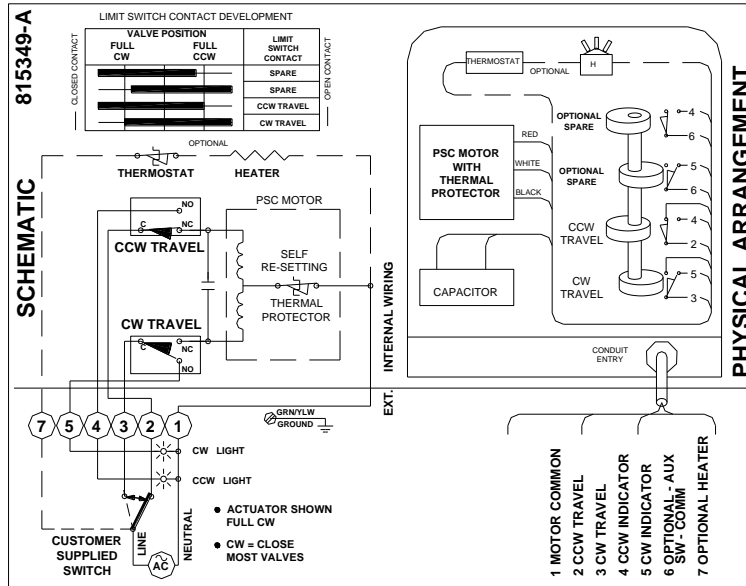 815349-A
LIMIT SWITCH CONTACT DEVELOPMENT
VALVE POSITION
FULL CW
FULL CCW
LIMIT SWITCH CONTACT
CLOSED CONTACT
OPEN CONTACT
SPARE
SPARE
CCW TRAVEL
CW TRAVEL
SCHEMATIC
OPTIONAL
THERMOSTAT
HEATER
PSC MOTOR
NO
C
NC
CCW TRAVEL
SELF
RE-SETTING
THERMAL
PROTECTOR
CW TRAVEL
C
NC
NO
INTERNAL WIRING
EXT.
7
5
4
3
2
1
GRN/YLW
GROUND
CW LIGHT
CCW LIGHT
CUSTOMER
SUPPLIED
SWITCH
LINE
AC
NEUTRAL
ACTUATOR SHOWN
FULL CW
CW = CLOSE
MOST VALVES
PHYSICAL ARRANGEMENT
THERMOSTAT
OPTIONAL
H
PSC MOTOR
WITH
THERMAL
PROTECTOR
RED
WHITE
BLACK
CAPACITOR
OPTIONAL
SPARE
4
6
OPTIONAL
SPARE
5
6
CCW
TRAVEL
4
2
CW
TRAVEL
5
3
CONDUIT
ENTRY
1 MOTOR COMMON
2 CCW TRAVEL
3 CW TRAVEL
4 CCW INDICATOR
5 CW INDICATOR
6 OPTIONAL - AUX
SW - COMM
7 OPTIONAL HEATER